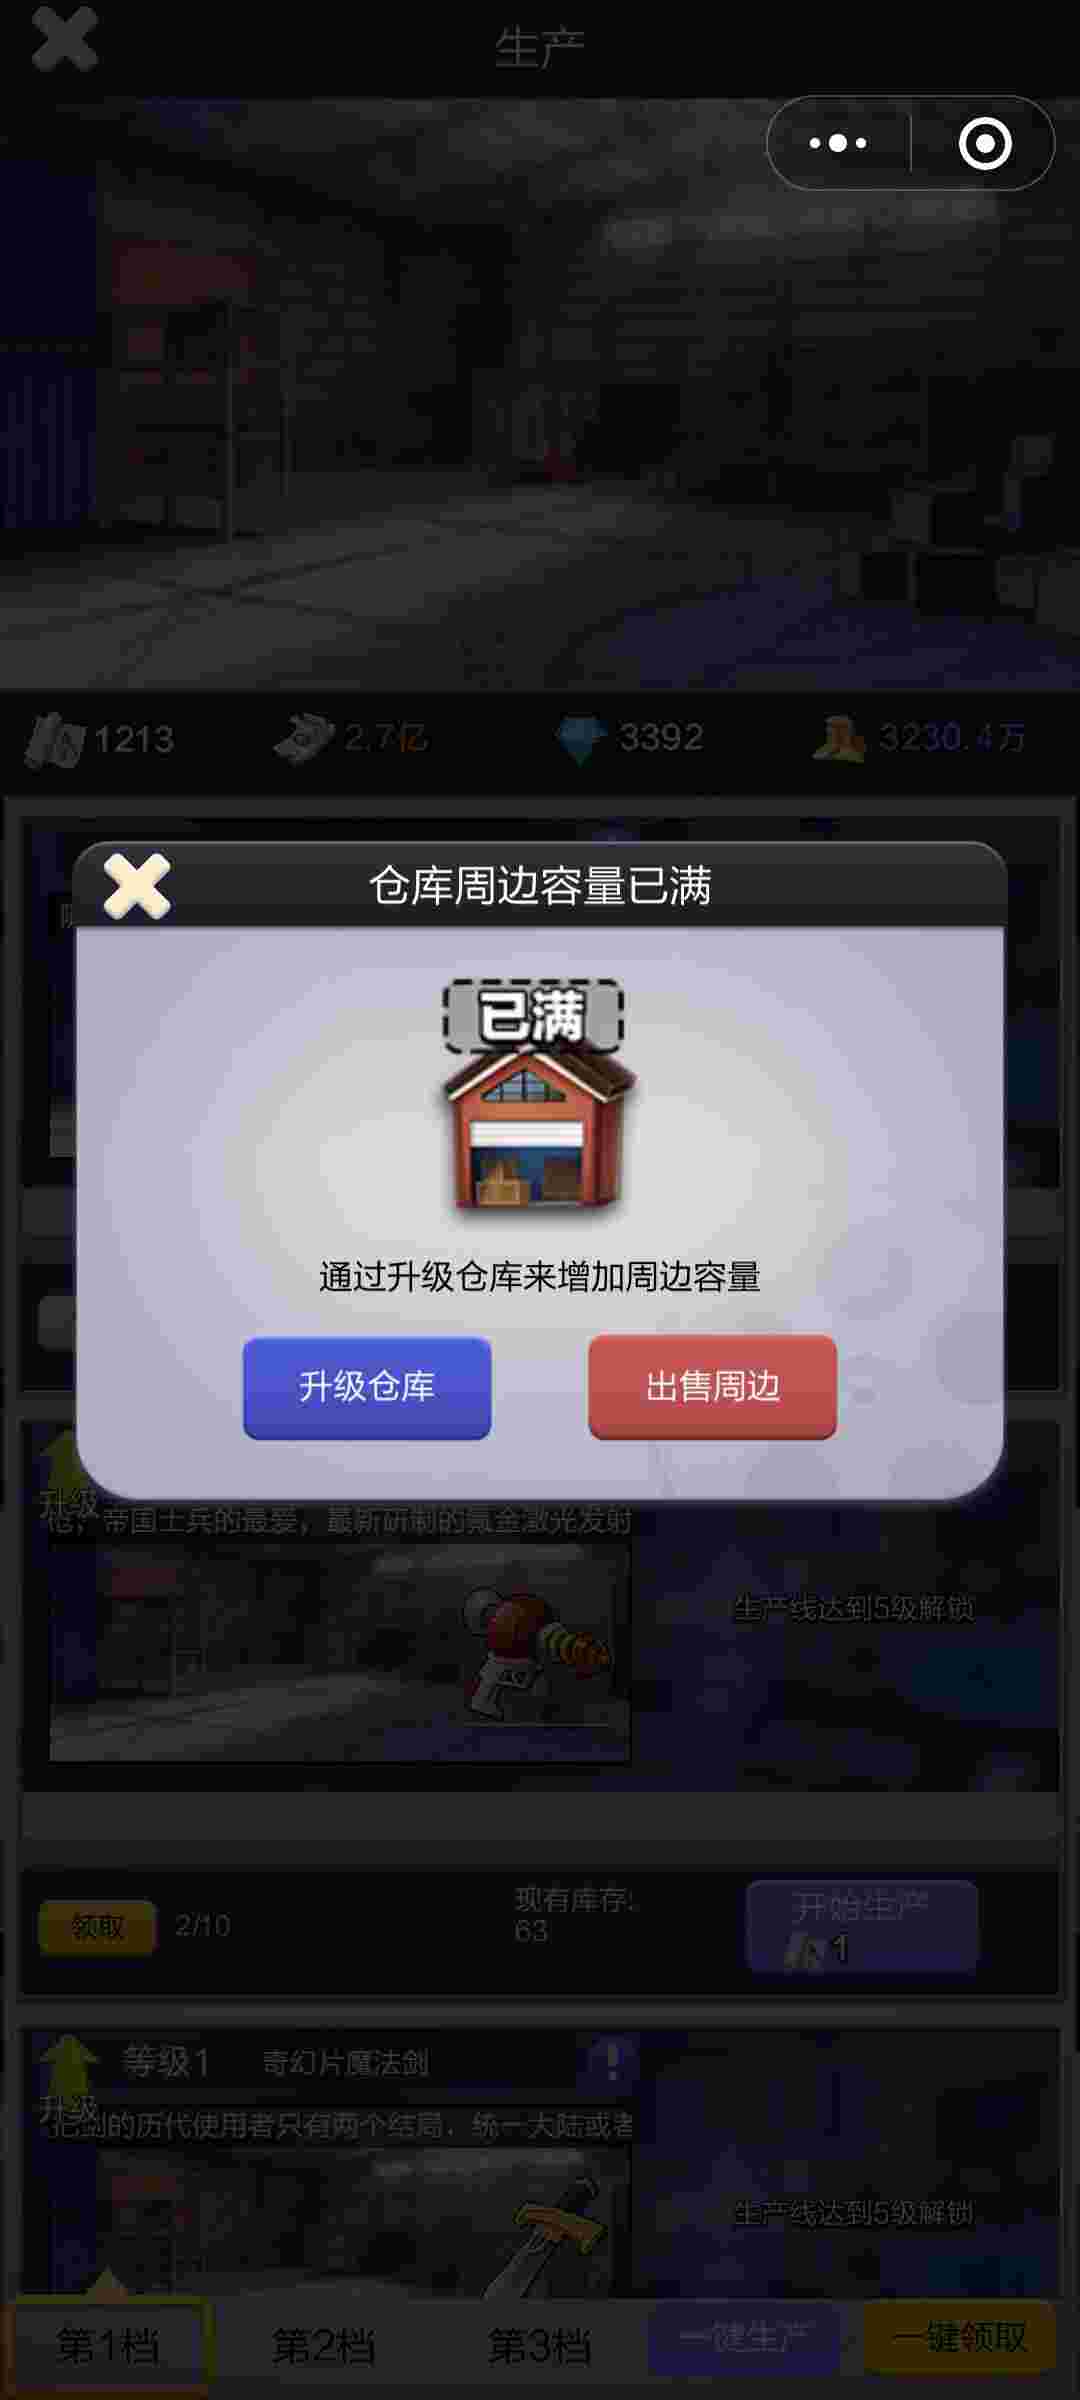 生产
1213
2.7亿
3392
3230.4万
仓库周边容量已满
已满
通过升级仓库来增加周边容量
升级仓库
出售周边
升级
枪，帝国士兵的最爱，最新研制的氪金激光发射
生产线达到5级解锁
领取
2/10
现有库存:
63
开始生产
1
等级1
奇幻片魔法剑
升级
把剑的历代使用者只有两个结局，统一大陆或者
生产线达到5级解锁
第1档
第2档
第3档
一键生产
一键领取